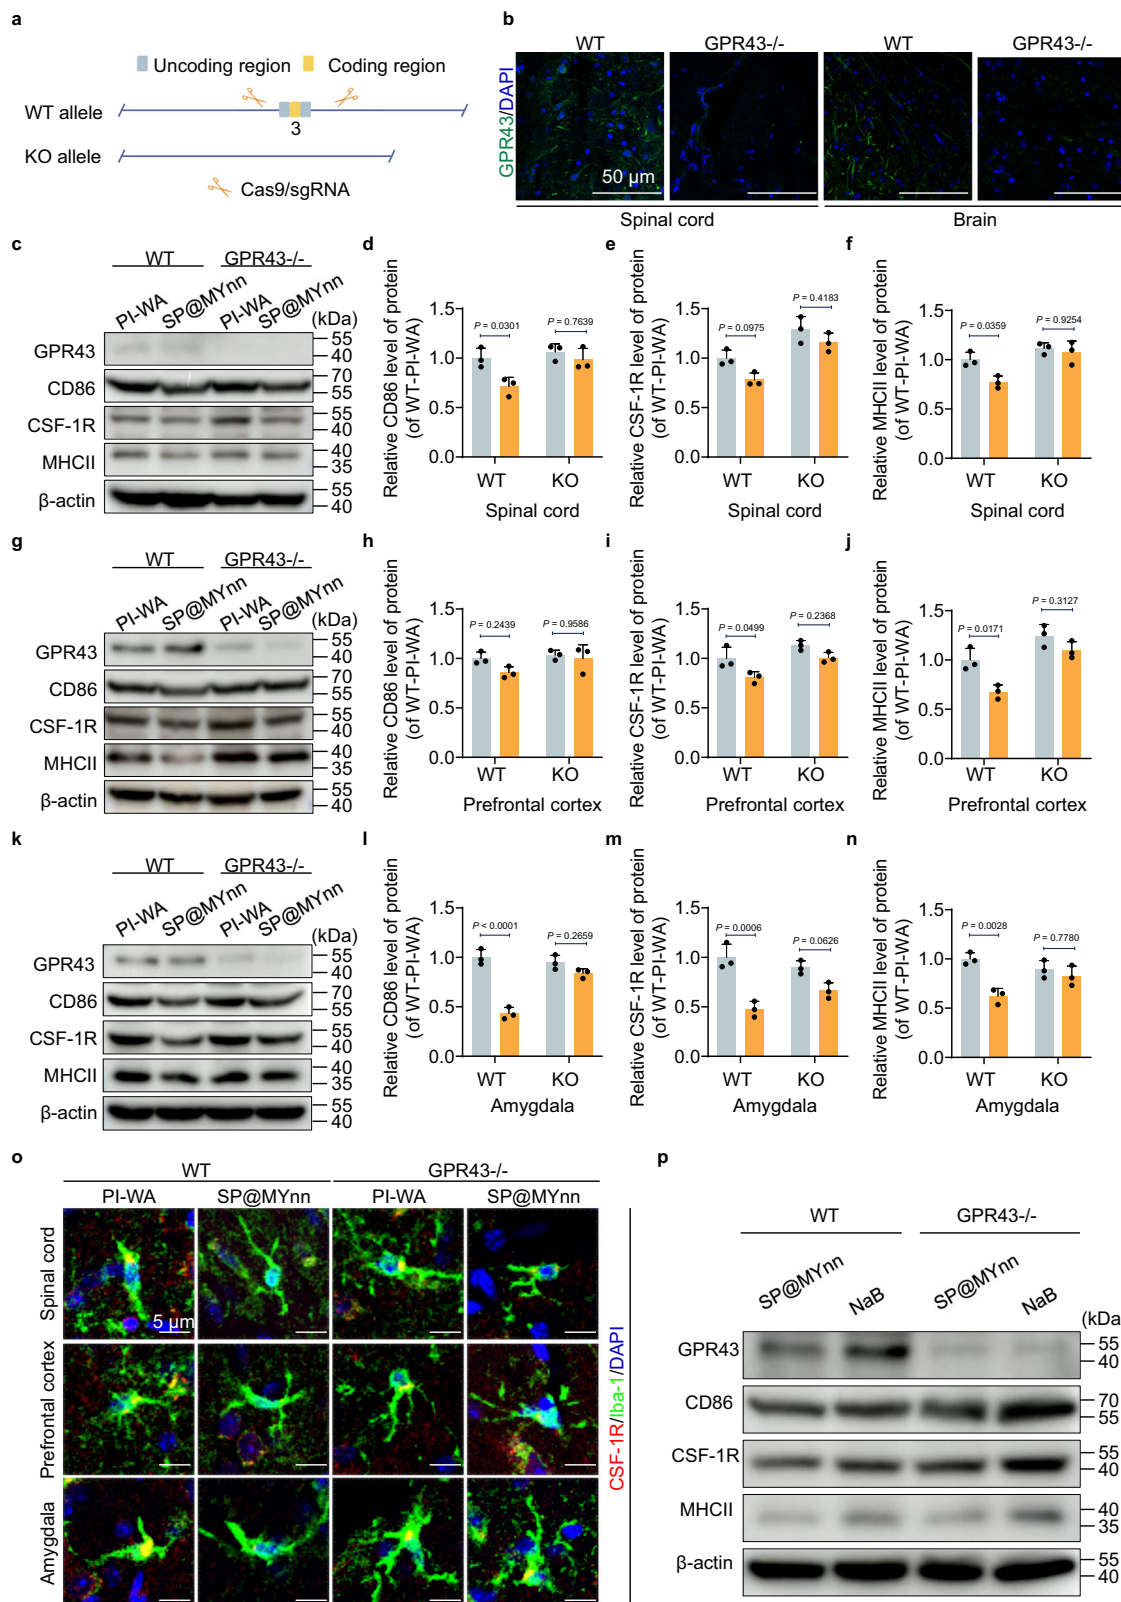 a
Uncoding region Coding region
WT allele
3
KO allele
Cas9/sgRNA
b
WT GPR43-/- WT GPR43-/-
GPR43/DAPI
50 µm
Spinal cord Brain
c
WT GPR43-/-
PI-WA SP@MYnn PI-WA SP@MYnn
(kDa)
GPR43 55 40
CD86 70 55
CSF-1R 55 40
MHCII 40 35
β-actin 55 40
d
Relative CD86 level of protein
(of WT-PI-WA)
1.5
1.0
0.5
0.0
P = 0.0301 P = 0.7639
WT KO
Spinal cord
e
Relative CSF-1R level of protein
(of WT-PI-WA)
1.5
1.0
0.5
0.0
P = 0.0975 P = 0.4183
WT KO
Spinal cord
f
Relative MHCII level of protein
(of WT-PI-WA)
1.5
1.0
0.5
0.0
P = 0.0359 P = 0.9254
WT KO
Spinal cord
g
WT GPR43-/-
PI-WA SP@MYnn PI-WA SP@MYnn
(kDa)
GPR43 55 40
CD86 70 55
CSF-1R 55 40
MHCII 40 35
β-actin 55 40
h
Relative CD86 level of protein
(of WT-PI-WA)
1.5
1.0
0.5
0.0
P = 0.2439 P = 0.9586
WT KO
Prefrontal cortex
i
Relative CSF-1R level of protein
(of WT-PI-WA)
1.5
1.0
0.5
0.0
P = 0.0499 P = 0.2368
WT KO
Prefrontal cortex
j
Relative MHCII level of protein
(of WT-PI-WA)
1.5
1.0
0.5
0.0
P = 0.0171 P = 0.3127
WT KO
Prefrontal cortex
k
WT GPR43-/-
PI-WA SP@MYnn PI-WA SP@MYnn
(kDa)
GPR43 55 40
CD86 70 55
CSF-1R 55 40
MHCII 40 35
β-actin 55 40
l
Relative CD86 level of protein
(of WT-PI-WA)
1.5
1.0
0.5
0.0
P < 0.0001 P = 0.2659
WT KO
Amygdala
m
Relative CSF-1R level of protein
(of WT-PI-WA)
1.5
1.0
0.5
0.0
P = 0.0006 P = 0.0626
WT KO
Amygdala
n
Relative MHCII level of protein
(of WT-PI-WA)
1.5
1.0
0.5
0.0
P = 0.0028 P = 0.7780
WT KO
Amygdala
o
WT GPR43-/-
PI-WA SP@MYnn PI-WA SP@MYnn
Spinal cord
5 µm
Prefrontal cortex
Amygdala
CSF-1R/Iba-1/DAPI
p
WT GPR43-/-
SP@MYnn NaB SP@MYnn NaB
(kDa
GPR43 55 40
CD86 70 55
CSF-1R 55 40
MHCII 40 35
β-actin 55 40